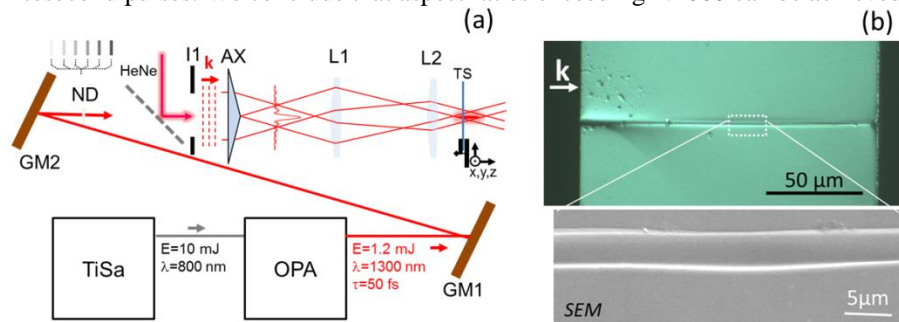 (a)
I1
AX
k
L1
L2
TS
HeNe
ND
GM2
x,y,z
TiSa
E=10 mJ
λ=800 nm
OPA
E=1.2 mJ
λ=1300 nm
τ=50 fs
GM1
(b)
k
50 µm
SEM
5µm